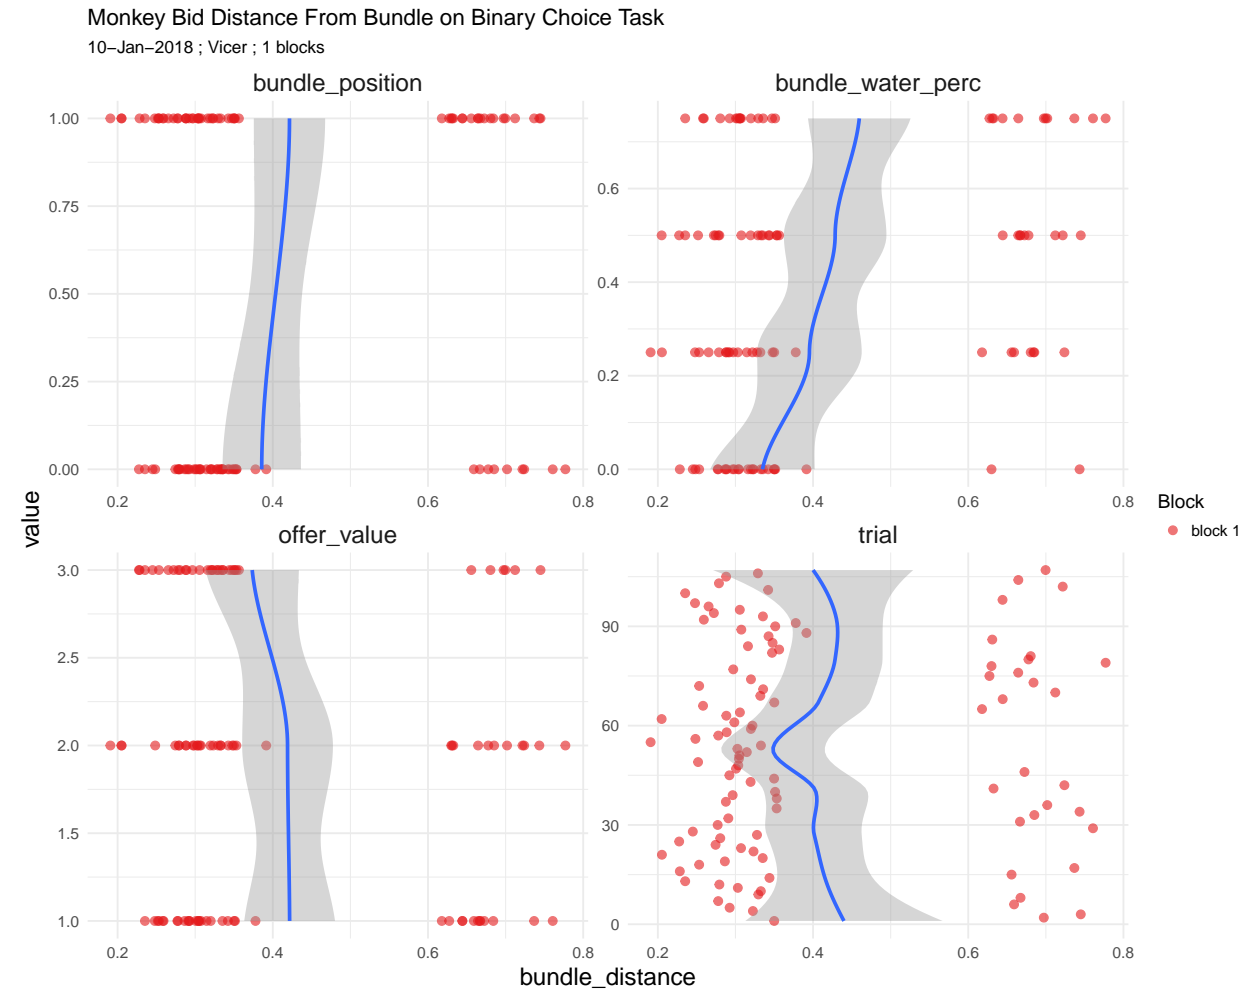 Monkey Bid Distance From Bundle on Binary Choice Task
10−Jan−2018 ; Vicer ; 1 blocks
bundle_position
bundle_water_perc
1.00
0.75
0.50
0.25
0.00
0.2 0.4 0.6 0.8
0.6
0.4
0.2
0.0
0.2 0.4 0.6 0.8
value
offer_value
trial
3.0
2.5
2.0
1.5
1.0
0.2 0.4 0.6 0.8
90
60
30
0
0.2 0.4 0.6 0.8
bundle_distance
Block
block 1